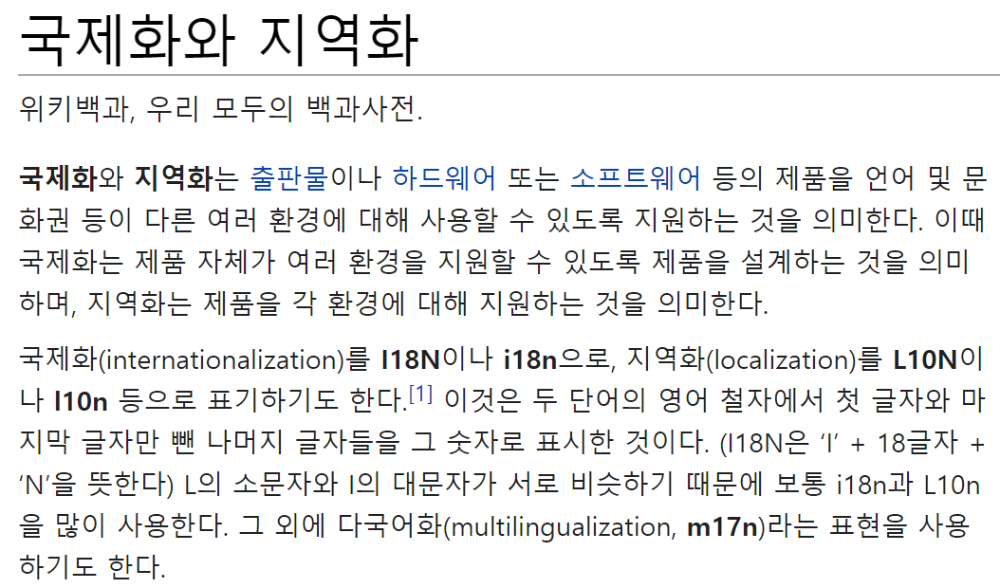 국제화와 지역화
위키백과, 우리 모두의 백과사전.
국제화와 지역화는 출판물이나 하드웨어 또는 소프트웨어 등의 제품을 언어 및 문
화권 등이 다른 여러 환경에 대해 사용할 수 있도록 지원하는 것을 의미한다. 이때
국제화는 제품 자체가 여러 환경을 지원할 수 있도록 제품을 설계하는 것을 의미
하며, 지역화는 제품을 각 환경에 대해 지원하는 것을 의미한다.
국제화(internationalization)를 I18N이나 i18n으로, 지역화(localization)를 L10N이
나 l10n 등으로 표기하기도 한다.[1] 이것은 두 단어의 영어 철자에서 첫 글자와 마
지막 글자만 뺀 나머지 글자들을 그 숫자로 표시한 것이다. (I18N은 ‘I’ + 18글자 +
‘N’을 뜻한다) L의 소문자와 I의 대문자가 서로 비슷하기 때문에 보통 i18n과 L10n
을 많이 사용한다. 그 외에 다국어화(multilingualization, m17n)라는 표현을 사용
하기도 한다.